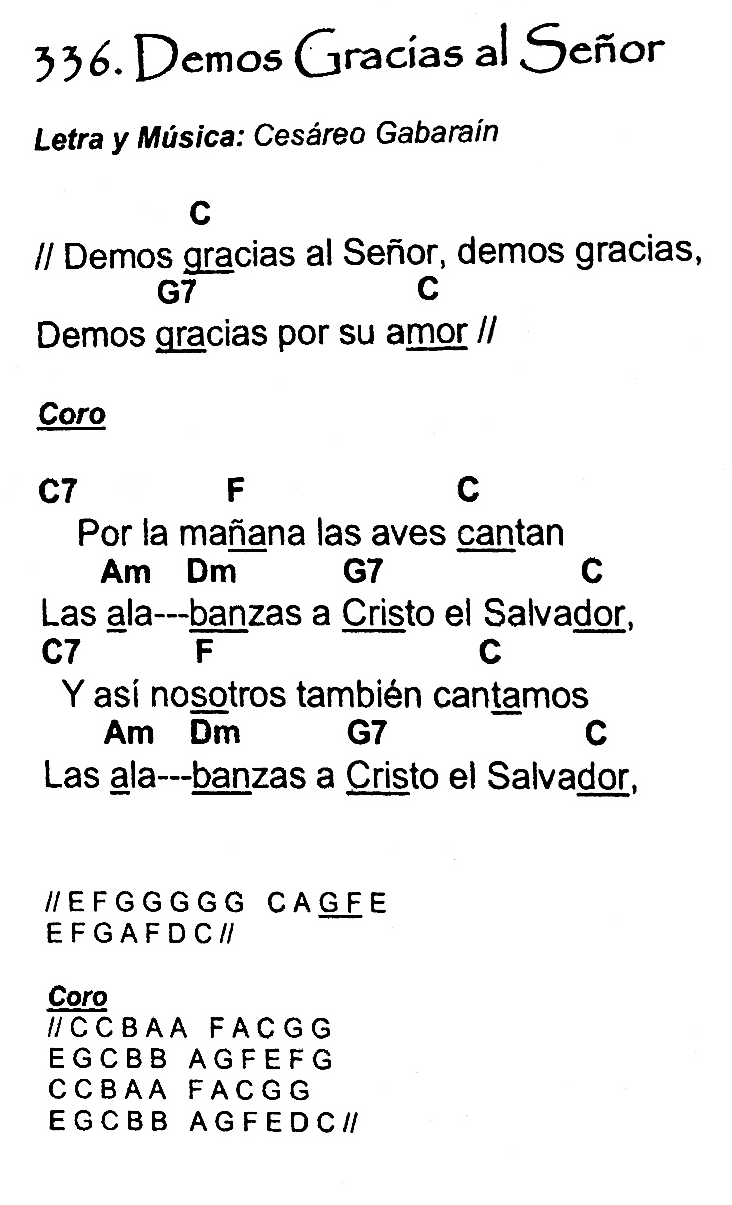 336. Demos Gracias al Señor
Letra y Música: Cesáreo Gabaraín
C
// Demos gracias al Señor, demos gracias,
G7 C
Demos gracias por su amor //
Coro
C7 F C
Por la mañana las aves cantan
Am Dm G7 C
Las ala---banzas a Cristo el Salvador,
C7 F C
Y así nosotros también cantamos
Am Dm G7 C
Las ala---banzas a Cristo el Salvador,
//E F G G G G G C A G F E
E F G A F D C//
Coro
//C C B A A F A C G G
E G C B B A G F E F G
C C B A A F A C G G
E G C B B A G F E D C//